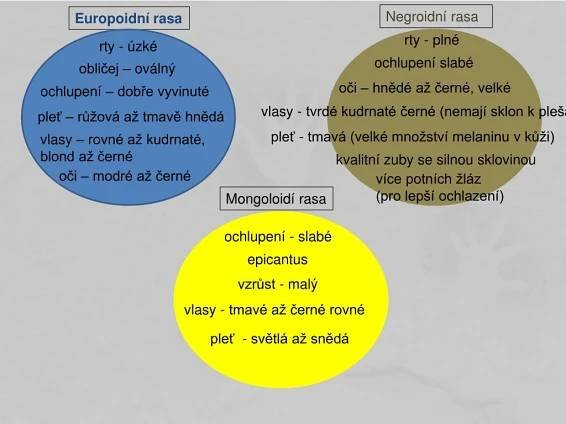 Europoidní rasa
rty - úzké
obličej – oválný
ochlupení – dobře vyvinuté
pleť – růžová až tmavě hnědá
vlasy – rovné až kudrnaté,
blond až černé
oči – modré až černé
Negroidní rasa
rty - plné
ochlupení slabé
oči – hnědé až černé, velké
vlasy - tvrdé kudrnaté černé (nemají sklon k pleša
pleť - tmavá (velké množství melaninu v kůži)
kvalitní zuby se silnou sklovinou
více potních žláz
(pro lepší ochlazení)
Mongoloidí rasa
ochlupení - slabé
epicantus
vzrůst - malý
vlasy - tmavé až černé rovné
pleť - světlá až snědá